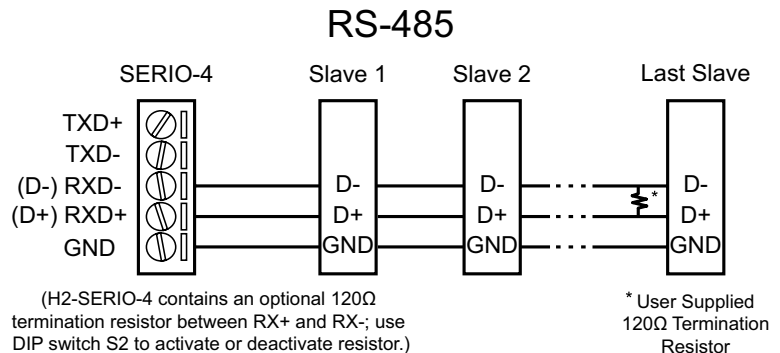 RS-485
SERIO-4
Slave 1
Slave 2
Last Slave
TXD+
TXD-
(D-) RXD-
(D+) RXD+
GND
D-
D+
GND
D-
D+
GND
*
D-
D+
GND
(H2-SERIO-4 contains an optional 120Ω
termination resistor between RX+ and RX-; use
DIP switch S2 to activate or deactivate resistor.)
* User Supplied
120Ω Termination
Resistor